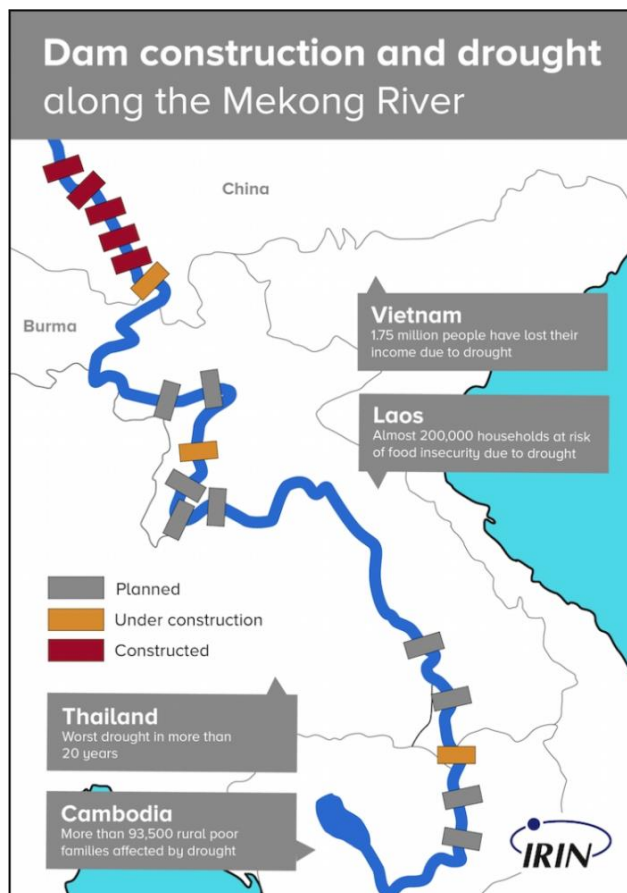 Dam construction and drought
along the Mekong River
China
Burma
Vietnam
1.75 million people have lost their
income due to drought
Laos
Almost 200,000 households at risk
of food insecurity due to drought
Planned
Under construction
Constructed
Thailand
Worst drought in more than
20 years
Cambodia
More than 93,500 rural poor
families affected by drought
IRIN